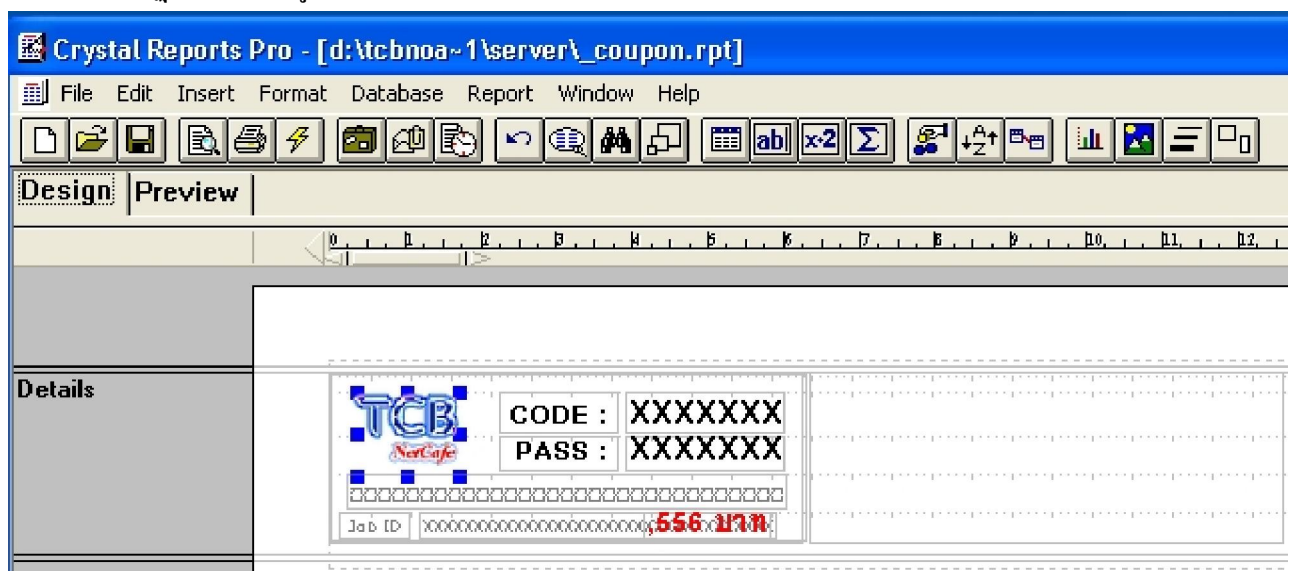 Crystal Reports Pro - [d:\tcbnoa~1\server\_coupon.rpt]
File Edit Insert Format Database Report Window Help
Design Preview
0 1 2 3 4 5 6 7 8 9 10 11 12
Details
TCB
NetCafe
CODE : XXXXXXX
PASS : XXXXXXX
Job ID
,556 บาท